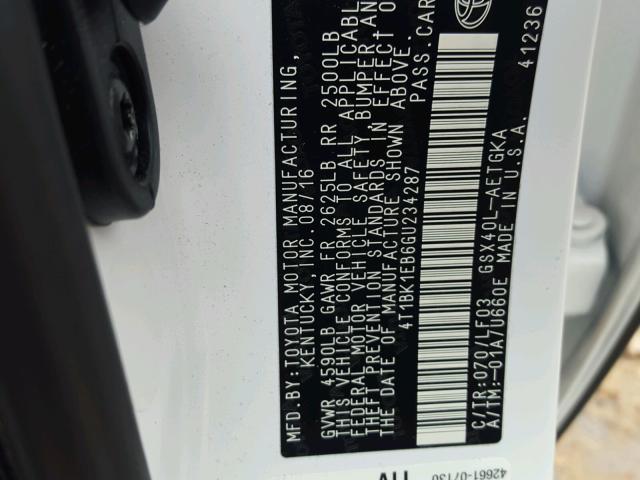 MFD.BY:TOYOTA MOTOR MANUFACTURING,
KENTUCKY,INC.08/16
GVWR 4590LB GAWR FR 2625LB RR 2500LB
THIS VEHICLE CONFORMS TO ALL APPLICABL
FEDERAL MOTOR VEHICLE SAFETY, BUMPER, AN
THEFT PREVENTION STANDARDS IN EFFECT O
THE DATE OF MANUFACTURE SHOWN ABOVE.
4T1BK1EB6GU234287 PASS.CAR
C/TR:070/LF03 GSX40L-AETGKA
A/TM:-01A/U660E MADE IN U.S.A.
41236
42661-07130